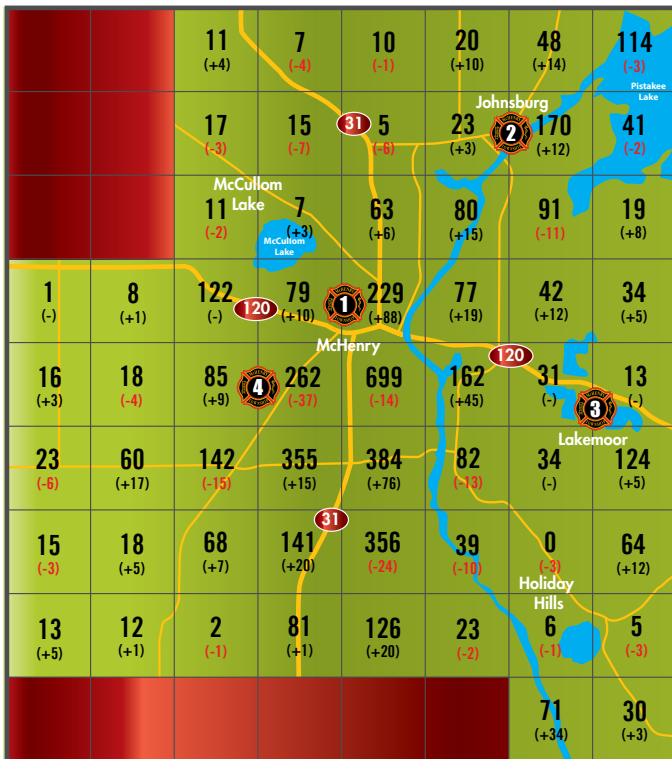 11 7 10 20 48 114
(+4) (-4) (-1) (+10) (+14) (-3)
Pistakee
Lake
Johnsburg
17 15 31 5 23 2 170 41
(-3) (-7) (-6) (+3) (+12) (-2)
McCullom
Lake
11 7 63 80 91 19
(-2) (+3) (+6) (+15) (-11) (+8)
McCullom
Lake
1 8 122 79 229 77 42 34
(-) (+1) (-) 120 (+10) 1 (+88) (+19) (+12) (+5)
McHenry
120
16 18 85 262 699 162 31 13
(+3) (-4) (+9) 4 (-37) (-14) (+45) (-) (-)
3
Lakemoor
23 60 142 355 384 82 34 124
(-6) (+17) (-15) (+15) (+76) (-13) (-) (+5)
31
15 18 68 141 356 39 0 64
(-3) (+5) (+7) (+20) (-24) (-10) (-3) (+12)
Holiday
Hills
13 12 2 81 126 23 6 5
(+5) (+1) (-1) (+1) (+20) (-2) (-1) (-3)
71 30
(+34) (+3)